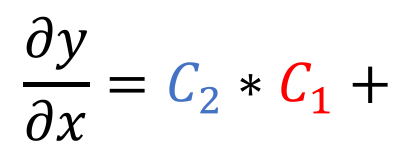 ∂y/∂x = C₂ * C₁ +